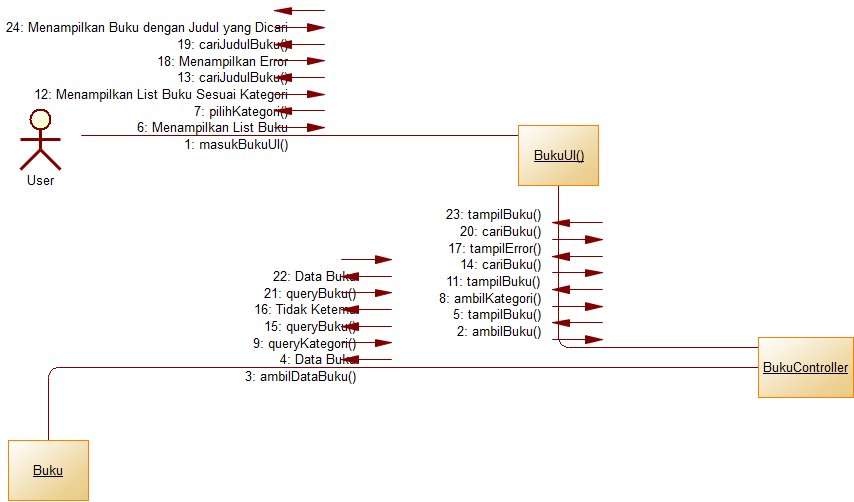 24: Menampilkan Buku dengan Judul yang Dicari
19: cariJudulBuku()
18: Menampilkan Error
13: cariJudulBuku()
12: Menampilkan List Buku Sesuai Kategori
7: pilihKategori()
6: Menampilkan List Buku
1: masukBukuUI()
User
BukuUI()
23: tampilBuku()
20: cariBuku()
17: tampilError()
14: cariBuku()
11: tampilBuku()
8: ambilKategori()
5: tampilBuku()
2: ambilBuku()
22: Data Buku
21: queryBuku()
16: Tidak Ketemu
15: queryBuku()
9: queryKategori()
4: Data Buku
3: ambilDataBuku()
BukuController
Buku